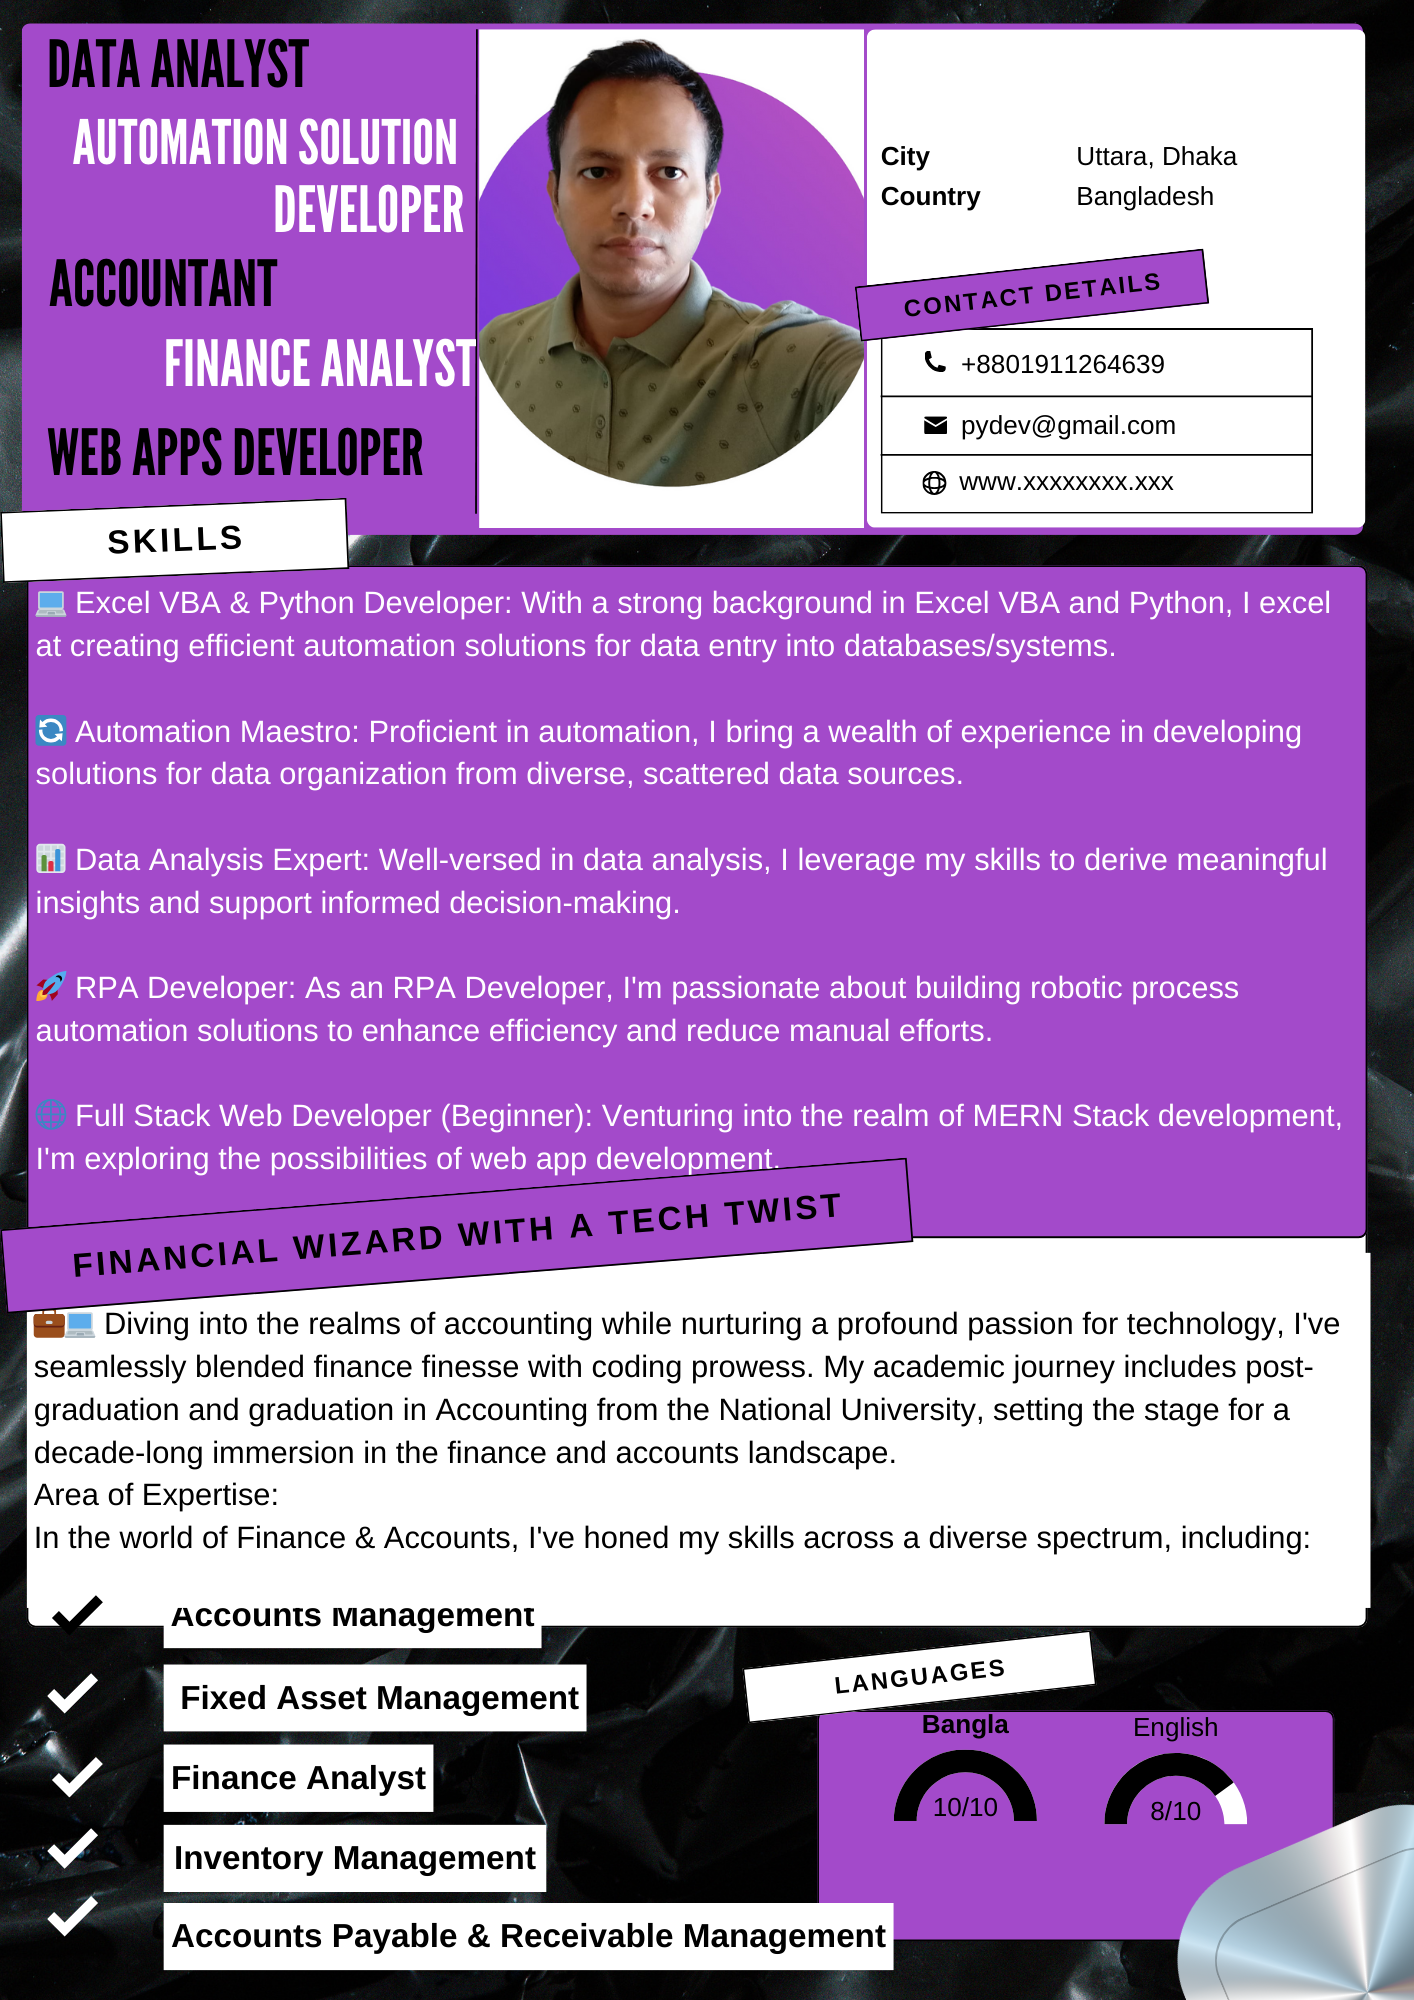 DATA ANALYST
AUTOMATION SOLUTION
DEVELOPER
ACCOUNTANT
FINANCE ANALYST
WEB APPS DEVELOPER
City Uttara, Dhaka
Country Bangladesh
CONTACT DETAILS
+8801911264639
pydev@gmail.com
www.xxxxxxxx.xxx
SKILLS
💻 Excel VBA & Python Developer: With a strong background in Excel VBA and Python, I excel
at creating efficient automation solutions for data entry into databases/systems.
🔄 Automation Maestro: Proficient in automation, I bring a wealth of experience in developing
solutions for data organization from diverse, scattered data sources.
📊 Data Analysis Expert: Well-versed in data analysis, I leverage my skills to derive meaningful
insights and support informed decision-making.
🚀 RPA Developer: As an RPA Developer, I'm passionate about building robotic process
automation solutions to enhance efficiency and reduce manual efforts.
🌐 Full Stack Web Developer (Beginner): Venturing into the realm of MERN Stack development,
I'm exploring the possibilities of web app development.
FINANCIAL WIZARD WITH A TECH TWIST
💼💻 Diving into the realms of accounting while nurturing a profound passion for technology, I've
seamlessly blended finance finesse with coding prowess. My academic journey includes post-
graduation and graduation in Accounting from the National University, setting the stage for a
decade-long immersion in the finance and accounts landscape.
Area of Expertise:
In the world of Finance & Accounts, I've honed my skills across a diverse spectrum, including:
Accounts Management
Fixed Asset Management
Finance Analyst
Inventory Management
Accounts Payable & Receivable Management
LANGUAGES
Bangla English
10/10 8/10